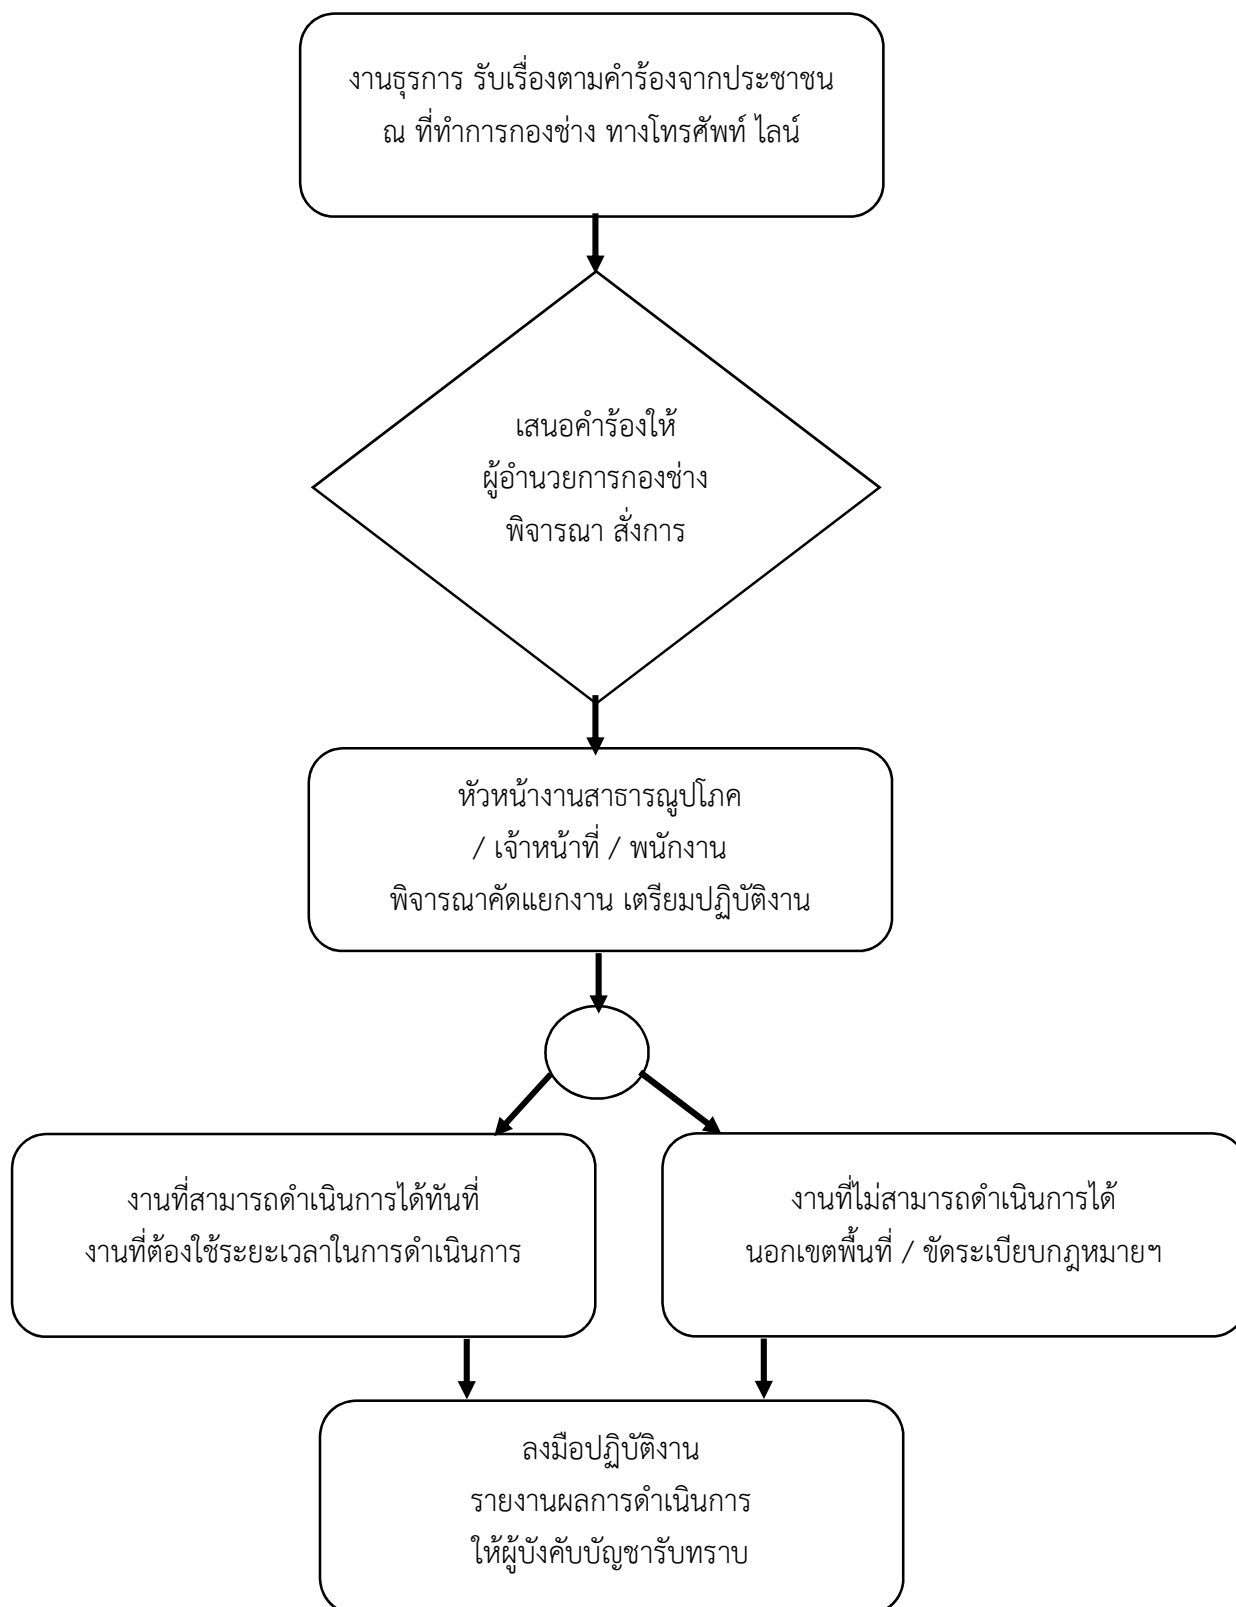 งานธุรการ รับเรื่องตามคำร้องจากประชาชน
ณ ที่ทำการกองช่าง ทางโทรศัพท์ ไลน์
เสนอคำร้องให้
ผู้อำนวยการกองช่าง
พิจารณา สั่งการ
หัวหน้างานสาธารณูปโภค
/ เจ้าหน้าที่ / พนักงาน
พิจารณาคัดแยกงาน เตรียมปฏิบัติงาน
งานที่สามารถดำเนินการได้ทันที่
งานที่ต้องใช้ระยะเวลาในการดำเนินการ
งานที่ไม่สามารถดำเนินการได้
นอกเขตพื้นที่ / ขัดระเบียบกฎหมายฯ
ลงมือปฏิบัติงาน
รายงานผลการดำเนินการ
ให้ผู้บังคับบัญชารับทราบ